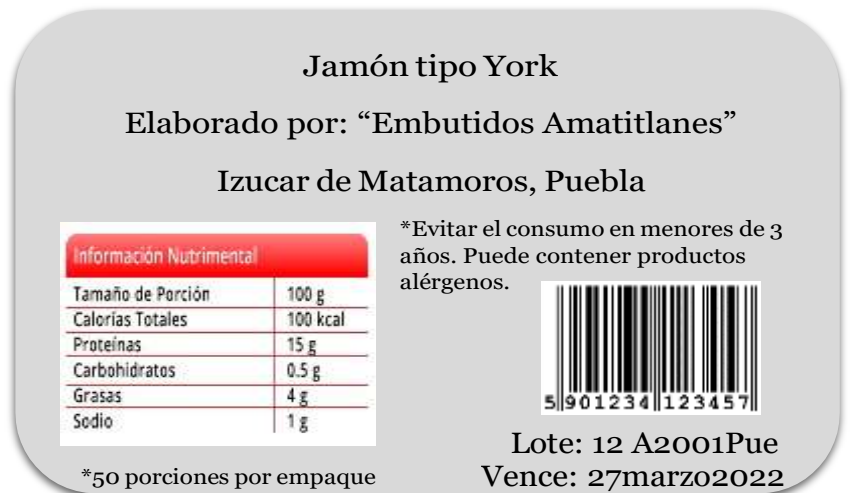 Jamón tipo York
Elaborado por: “Embutidos Amatitlanes”
Izucar de Matamoros, Puebla
Información Nutrimental
Tamaño de Porción 100 g
Calorías Totales 100 kcal
Proteínas 15 g
Carbohidratos 0.5 g
Grasas 4 g
Sodio 1 g
*50 porciones por empaque
*Evitar el consumo en menores de 3
años. Puede contener productos
alérgenos.
5 901234 123457
Lote: 12 A2001Pue
Vence: 27marzo2022